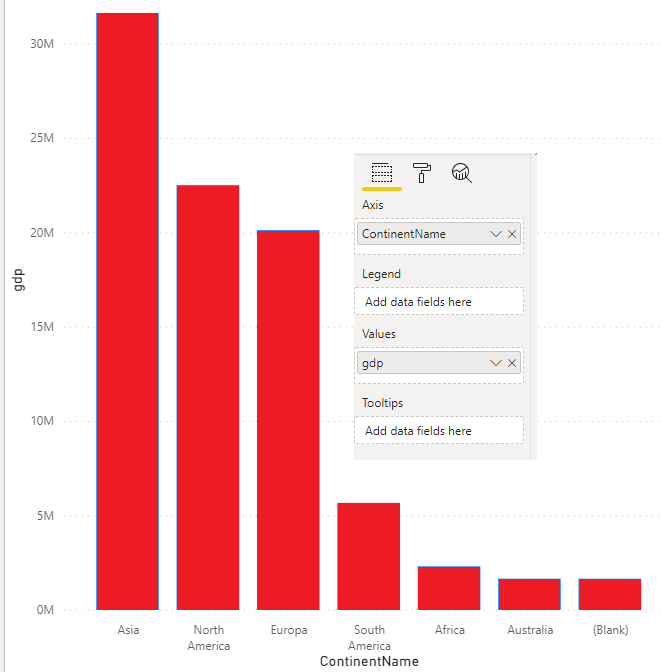 30M
25M
20M
15M
10M
5M
0M
gdp
Asia
North
America
Europa
South
America
Africa
Australia
(Blank)
ContinentName
Axis
ContinentName
Legend
Add data fields here
Values
gdp
Tooltips
Add data fields here